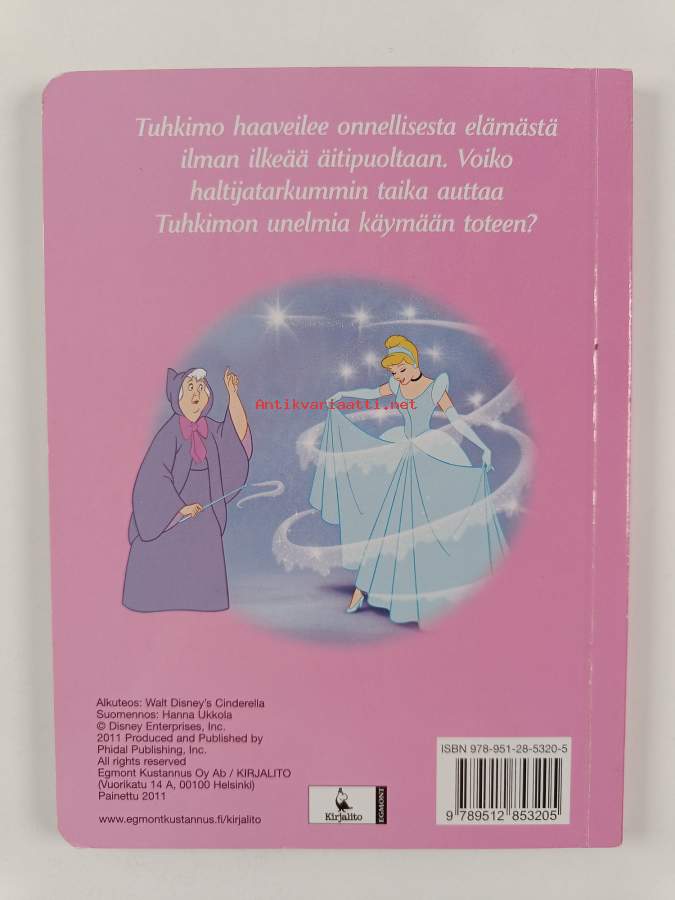 Tuhkimo haaveilee onnellisesta elämästä
ilman ilkeää äitipuoltaan. Voiko
haltijatarkummin taika auttaa
Tuhkimon unelmia käymään toteen?
Antikvariaatti.net
Alkuteos: Walt Disney's Cinderella
Suomennos: Hanna Ukkola
© Disney Enterprises, Inc.
2011 Produced and Published by
Phidal Publishing, Inc.
All rights reserved
Egmont Kustannus Oy Ab / KIRJALITO
(Vuorikatu 14 A, 00100 Helsinki)
Painettu 2011
www.egmontkustannus.fi/kirjalito
Kirjalito
EGMONT
ISBN 978-951-28-5320-5
9 789512 853205